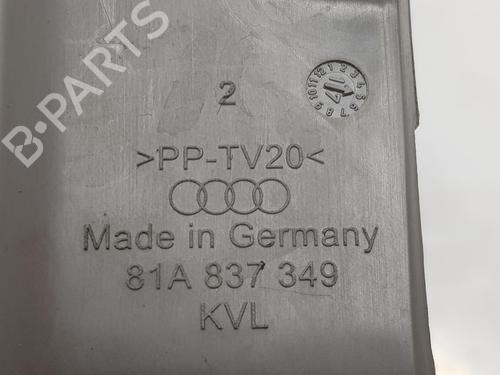 B-PARTS
2
>PP-TV20<
Made in Germany
81A 837 349
KVL